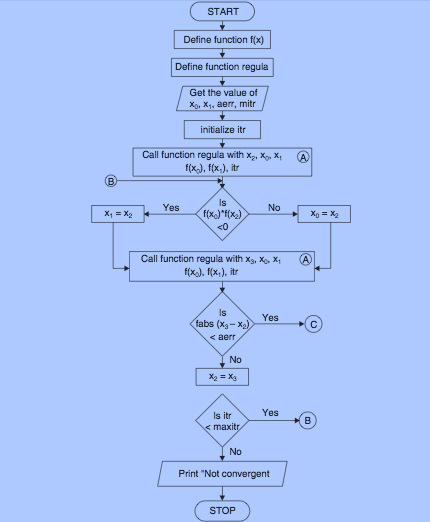 START
Define function f(x)
Define function regula
Get the value of
x₀, x₁, aerr, mitr
initialize itr
Call function regula with x₂, x₀, x₁ A
f(x₀), f(x₁), itr
B
Is
Yes f(x₀)*f(x₂) No
<0
x₁ = x₂
x₀ = x₂
Call function regula with x₃, x₀, x₁ A
f(x₀), f(x₁), itr
Is
fabs (x₃ – x₂) Yes C
< aerr
No
x₂ = x₃
Is itr Yes B
< maxitr
No
Print "Not convergent
STOP